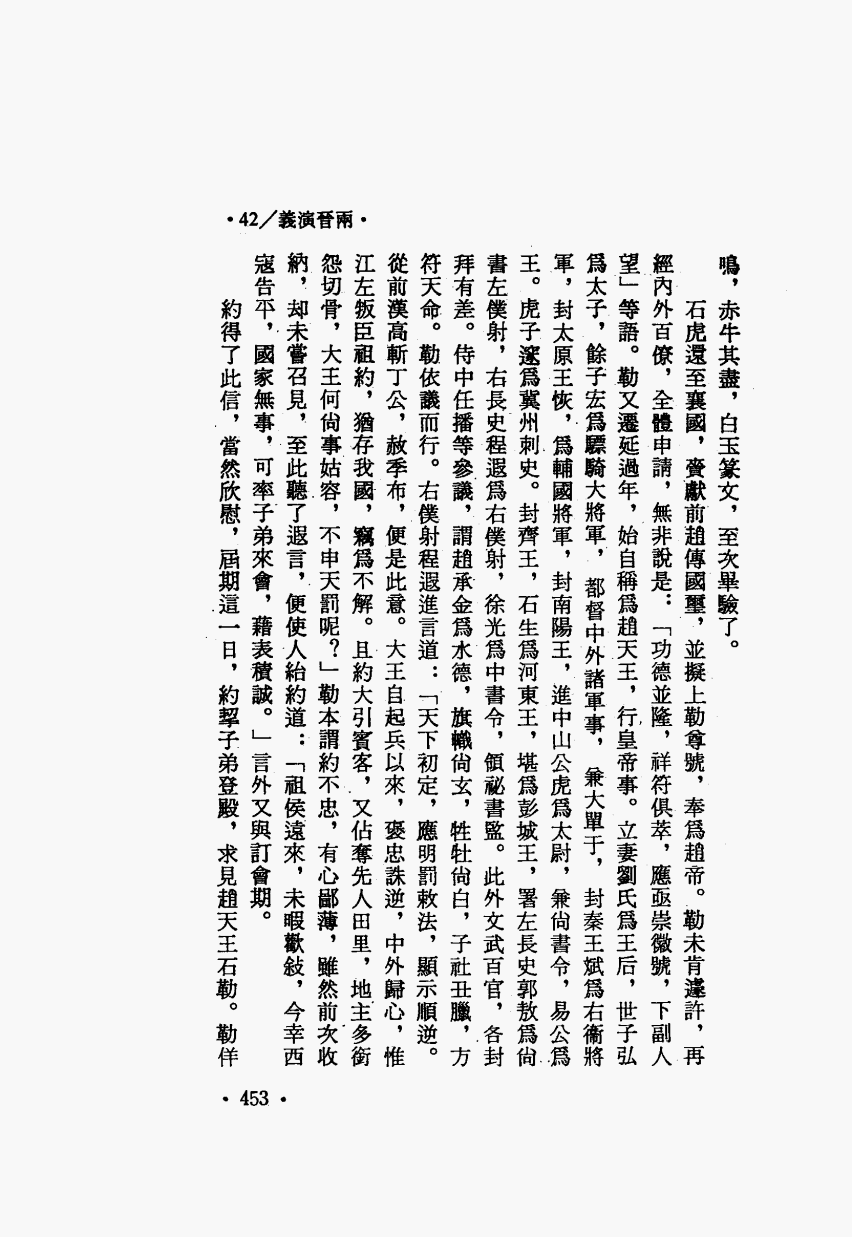 •42／義演晉兩•
鳴，赤牛其盡，白玉篆文，至次畢驗了。
石虎還至襄國，賫獻前趙傳國璽，並擬上勒尊號，奉爲趙帝。勒未肯遽許，再
經內外百僚，全體申請，無非說是：「功德並隆，祥符俱萃，應亟崇徽號，下副人
望」等語。勒又遷延過年，始自稱爲趙天王，行皇帝事。立妻劉氏爲王后，世子弘
爲太子，餘子宏爲驃騎大將軍，都督中外諸軍事，兼大單于，封秦王斌爲右衞將
軍，封太原王恢，爲輔國將軍，封南陽王，進中山公虎爲太尉，兼尙書令，易公爲
王。虎子邃爲冀州刺史。封齊王，石生爲河東王，堪爲彭城王，署左長史郭敖爲尙
書左僕射，右長史程遐爲右僕射，徐光爲中書令，領祕書監。此外文武百官，各封
拜有差。侍中任播等參議，謂趙承金爲水德，旗幟尙玄，牲牡尙白，子社丑臘，方
符天命。勒依議而行。右僕射程遐進言道：「天下初定，應明罰敕法，顯示順逆。
從前漢高斬丁公，赦季布，便是此意。大王自起兵以來，褒忠誅逆，中外歸心，惟
江左叛臣祖約，猶存我國，竊爲不解。且約大引賓客，又佔奪先人田里，地主多銜
怨切骨，大王何尙事姑容，不申天罰呢？」勒本謂約不忠，有心鄙薄，雖然前次收
納，却未嘗召見，至此聽了遐言，便使人紿約道：「祖侯遠來，未暇歡敍，今幸西
寇告平，國家無事，可率子弟來會，藉表積誠。」言外又與訂會期。
約得了此信，當然欣慰，屆期這一日，約挈子弟登殿，求見趙天王石勒。勒佯
•453•